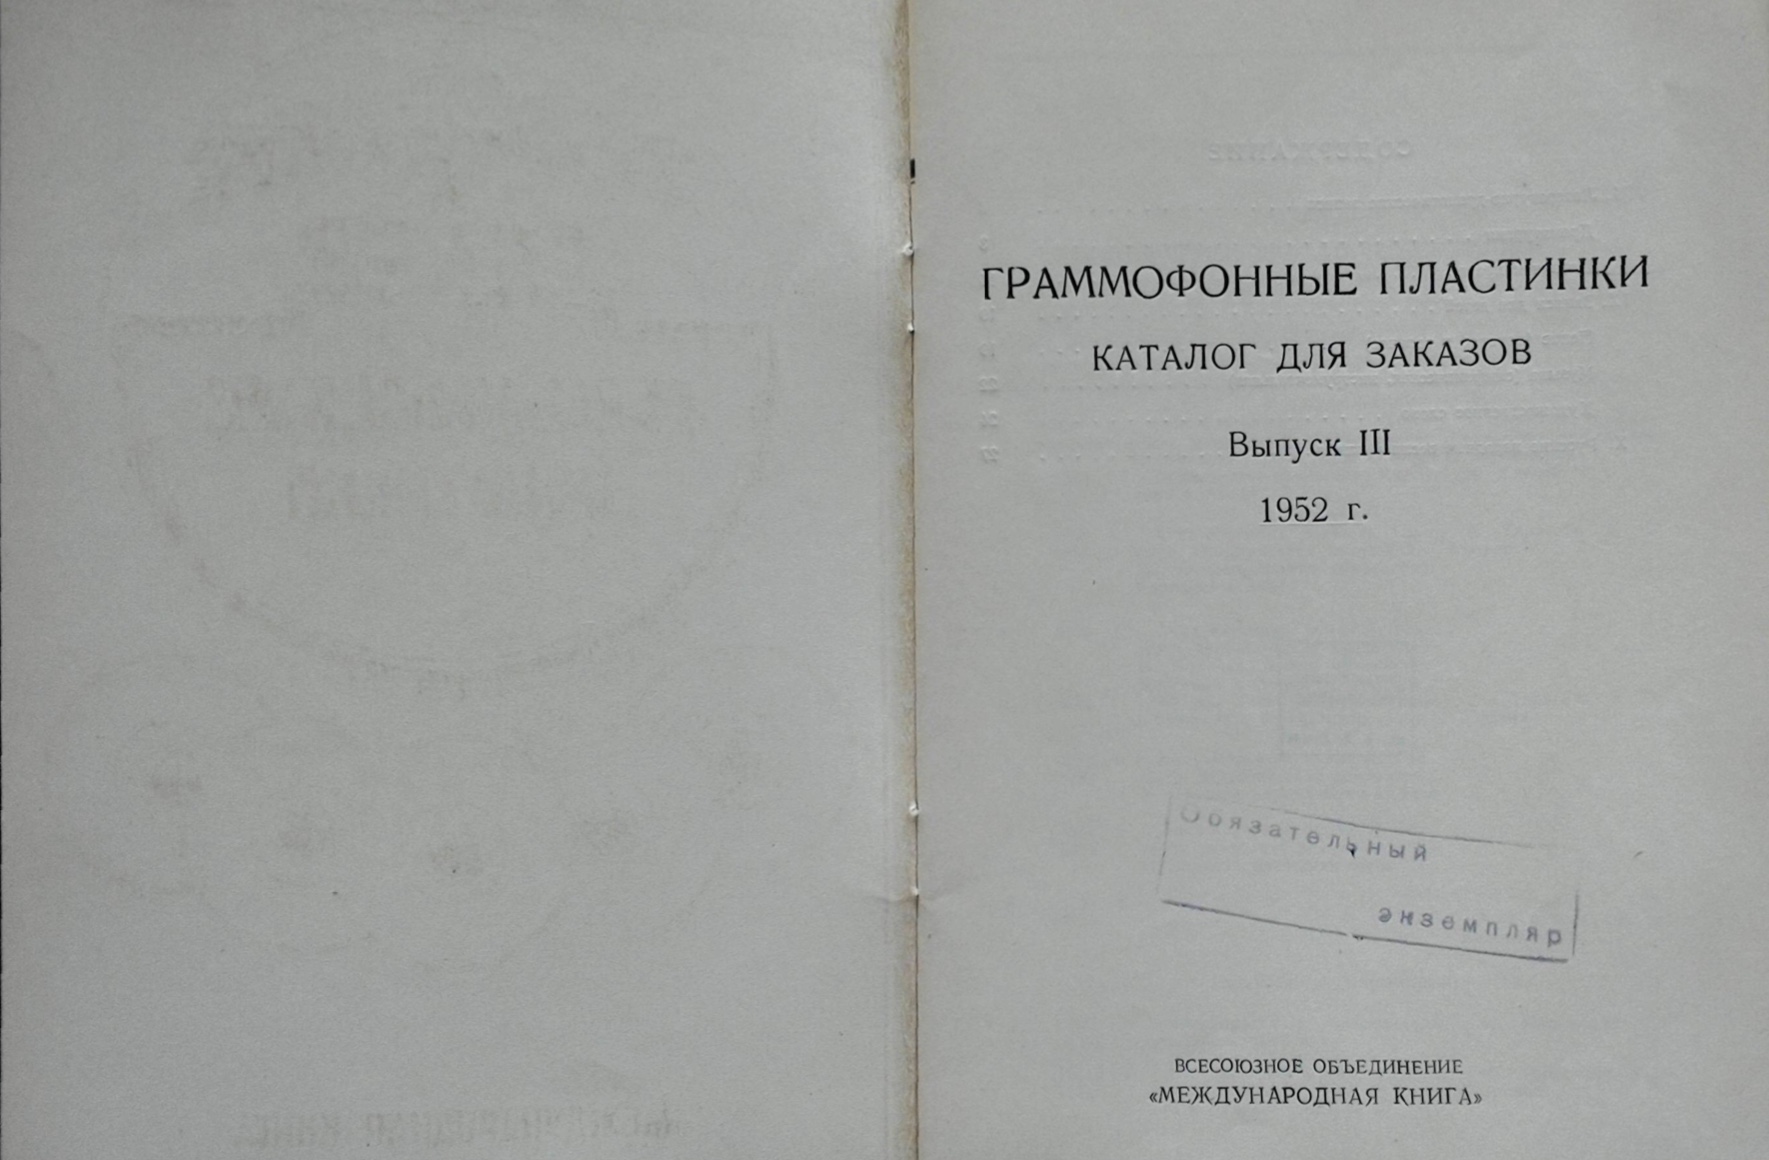 ГРАММОФОННЫЕ ПЛАСТИНКИ
КАТАЛОГ ДЛЯ ЗАКАЗОВ
Выпуск III
1952 г.
Обязательный
экземпляр
ВСЕСОЮЗНОЕ ОБЪЕДИНЕНИЕ
«МЕЖДУНАРОДНАЯ КНИГА»